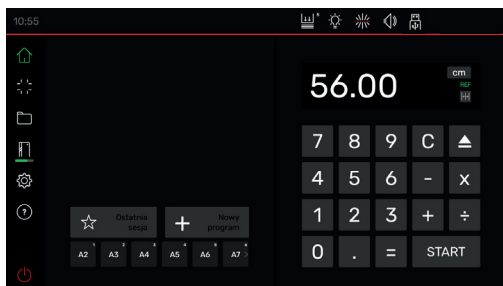 10:55
56.00
cm
REF
7 8 9 C
4 5 6 - x
1 2 3 + ÷
0 . = START
Ostatnia
sesja
Nowy
program
A2 A3 A4 A5 A6 A7 >
?